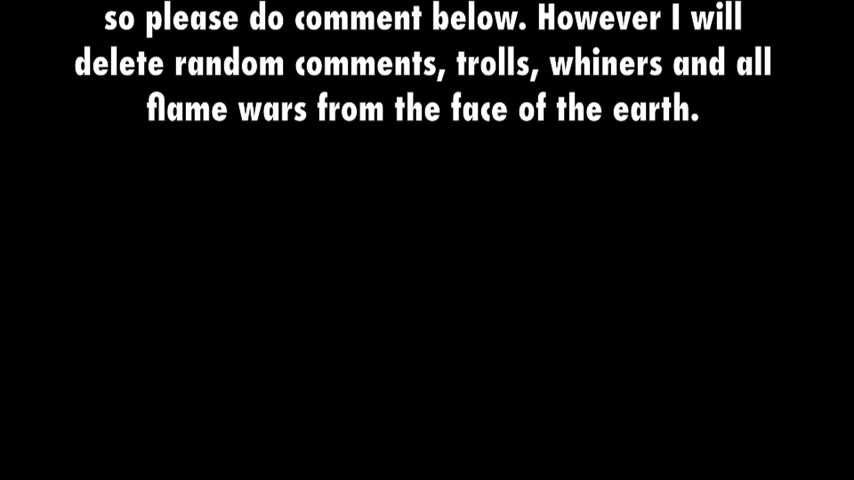 so please do comment below. However I will
delete random comments, trolls, whiners and all
flame wars from the face of the earth.